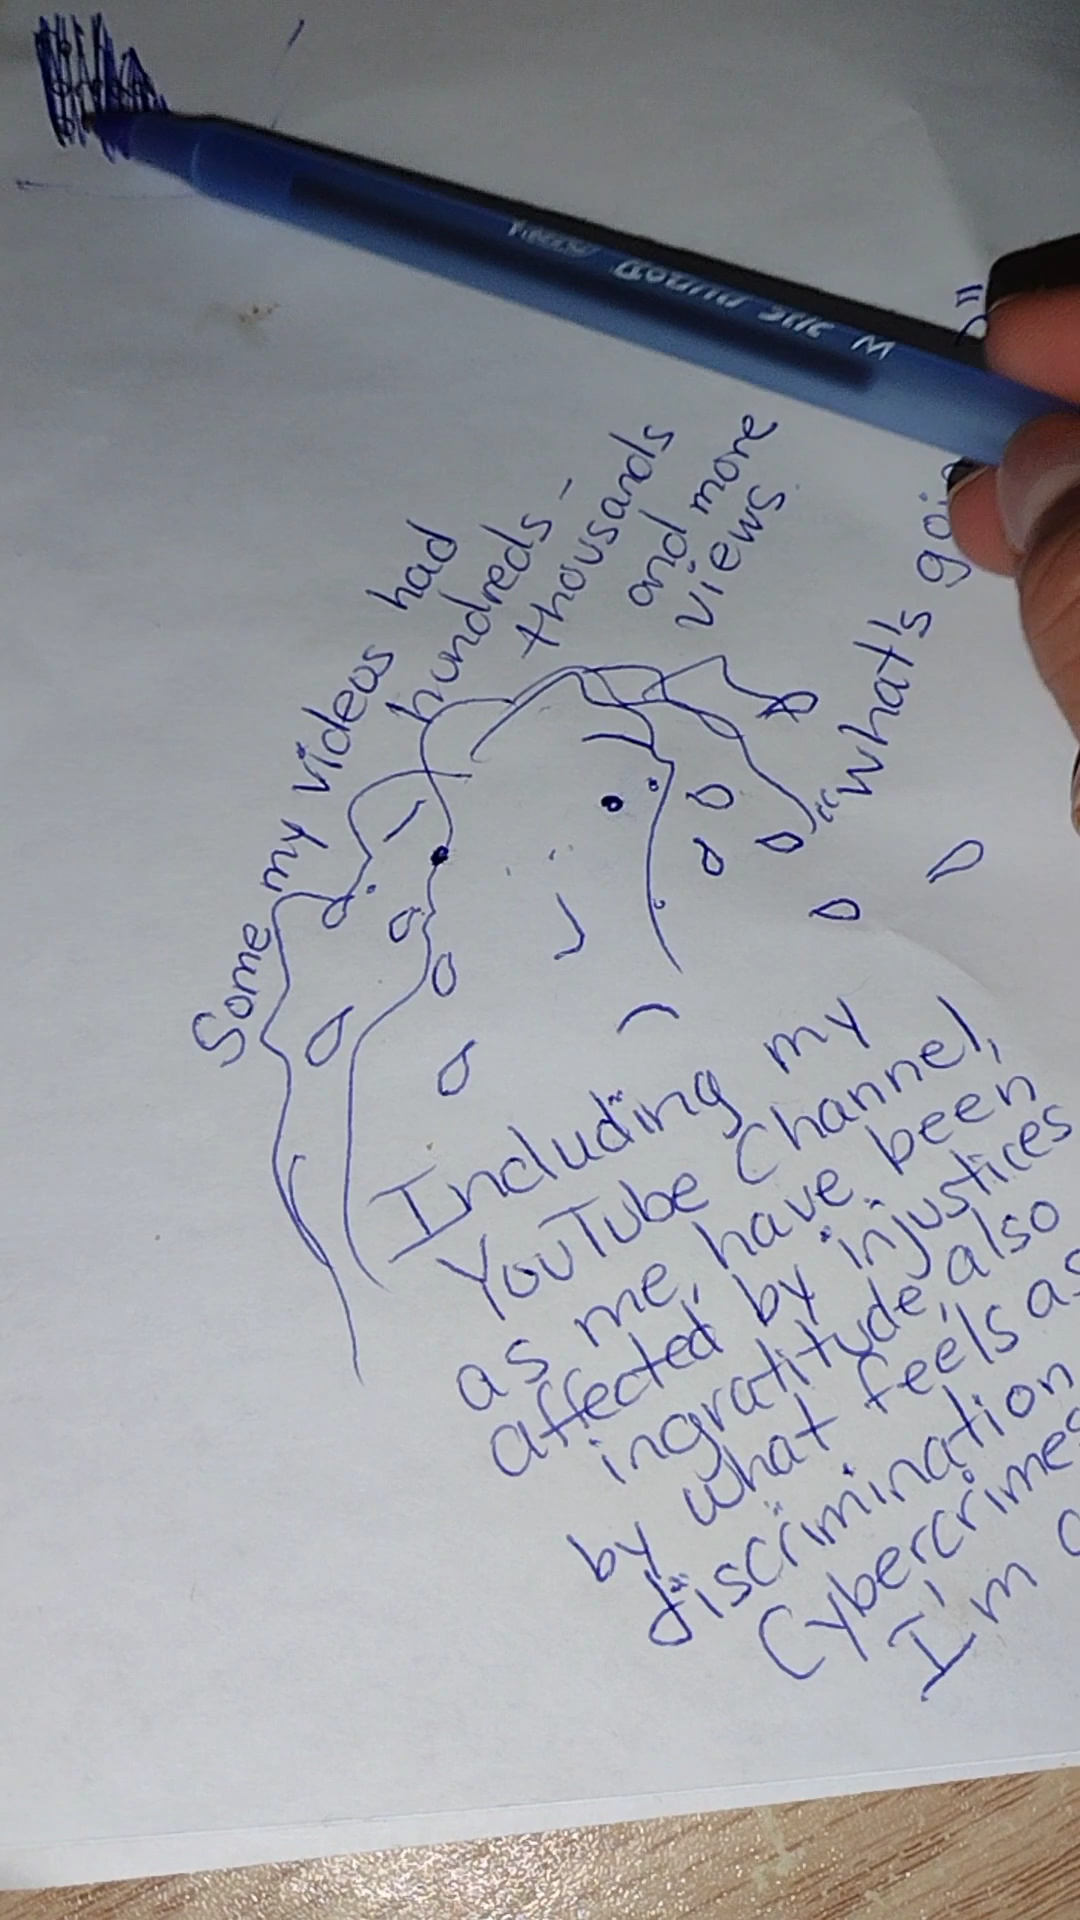 Some my videos had
hundreds -
thousands
and more
views.
"What's
Including my
YouTube Channel,
as me, have been
affected by injustices
ingratitude, also
by what feels as
discrimination
Cybercrimes
I'm
Round Stic M